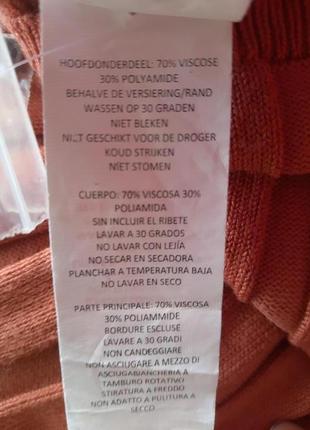 HOOFDONDERDEEL: 70% VISCOSE
30% POLYAMIDE
BEHALVE DE VERSIERING/RAND
WASSEN OP 30 GRADEN
NIET BLEKEN
NIET GESCHIKT VOOR DE DROGER
KOUD STRIJKEN
NIET STOMEN
CUERPO: 70% VISCOSA 30%
POLIAMIDA
SIN INCLUIR EL RIBETE
LAVAR A 30 GRADOS
NO LAVAR CON LEJÍA
NO SECAR EN SECADORA
PLANCHAR A TEMPERATURA BAJA
NO LAVAR EN SECO
PARTE PRINCIPALE: 70% VISCOSA
30% POLIAMMIDE
BORDURE ESCLUSE
LAVARE A 30 GRADI
NON CANDEGGIARE
NON ASCIUGARE A MEZZO DI
ASCIUGABIANCHERIA A
TAMBURO ROTATIVO
STIRATURA A FREDDO
NON ADATTO A PULITURA A
SECCO